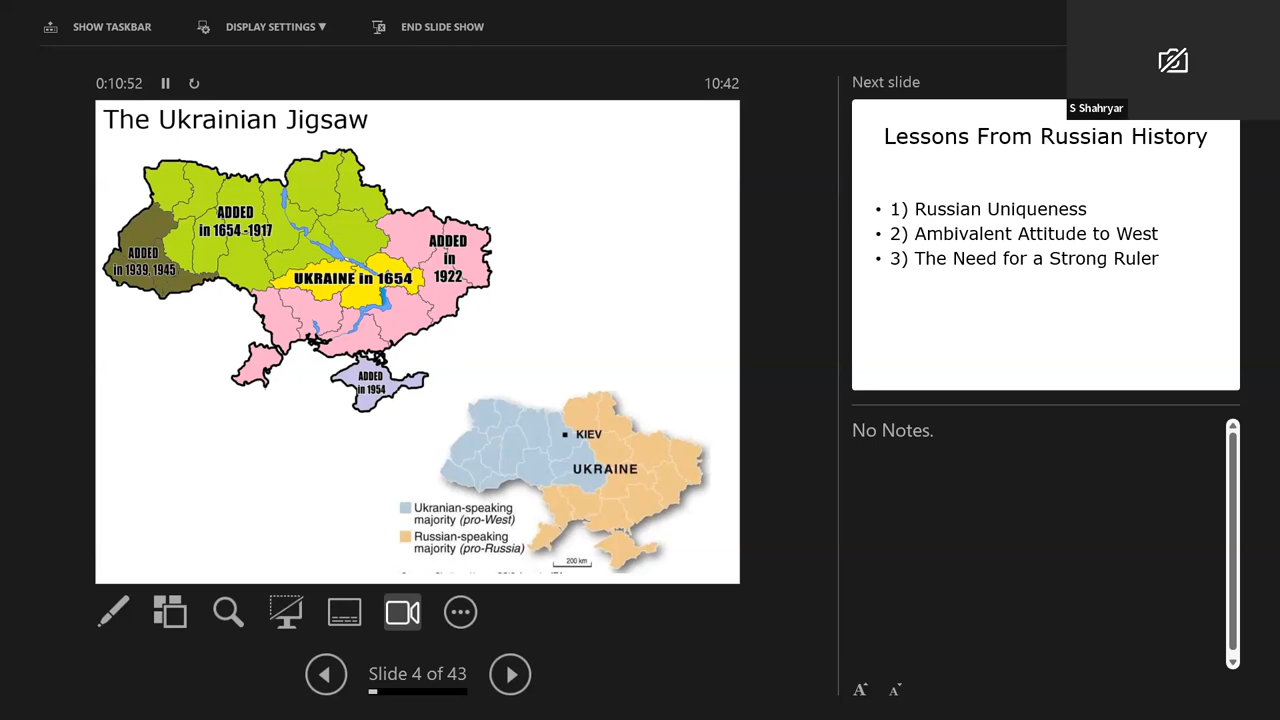 SHOW TASKBAR
DISPLAY SETTINGS ▼
END SLIDE SHOW
S Shahryar
0:10:52
10:42
The Ukrainian Jigsaw
ADDED
in 1654-1917
ADDED
in 1939, 1945
UKRAINE in 1654
ADDED
in
1922
ADDED
in 1954
KIEV
UKRAINE
Ukranian-speaking
majority (pro-West)
Russian-speaking
majority (pro-Russia)
200 km
Slide 4 of 43
Next slide
Lessons From Russian History
• 1) Russian Uniqueness
• 2) Ambivalent Attitude to West
• 3) The Need for a Strong Ruler
No Notes.
A A